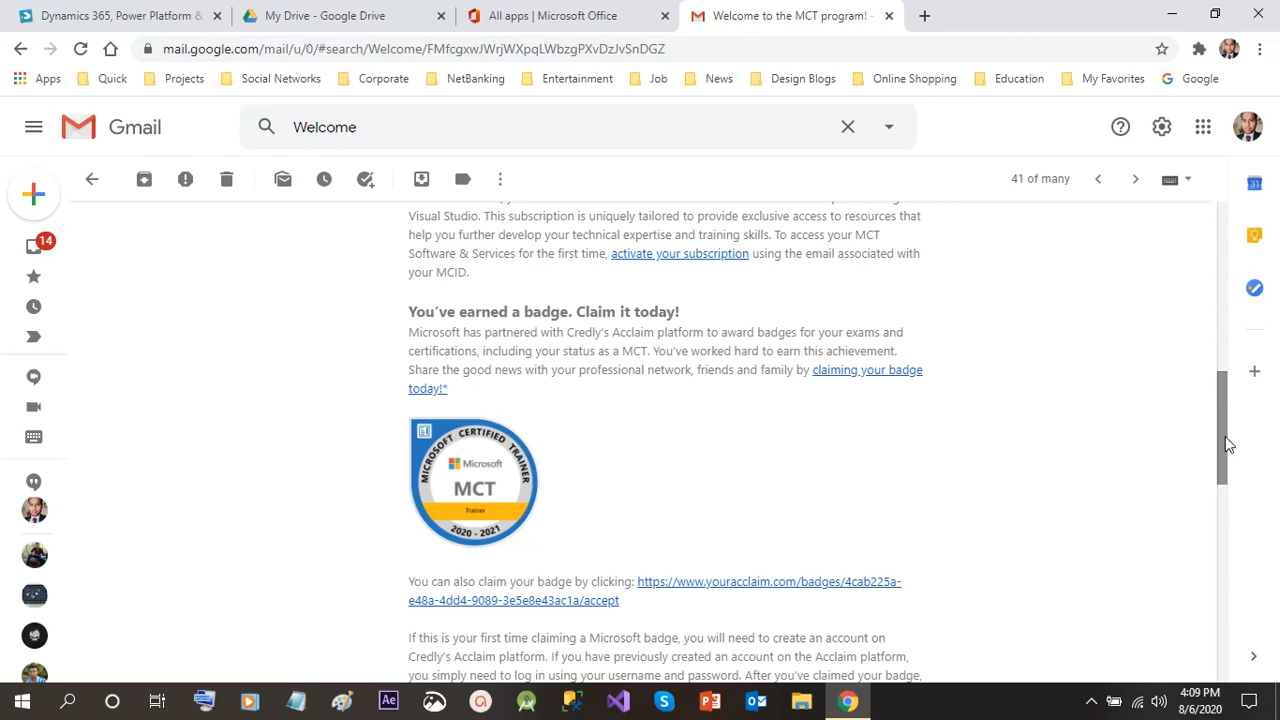 Dynamics 365, Power Platform &
My Drive - Google Drive
All apps | Microsoft Office
Welcome to the MCT program! -
mail.google.com/mail/u/0/#search/Welcome/FMfcgxwJWrjWXpqLWbzgPXvDzJvSnDGZ
Apps
Quick
Projects
Social Networks
Corporate
NetBanking
Entertainment
Job
News
Design Blogs
Online Shopping
Education
My Favorites
Google
Gmail
Welcome
41 of many
14
31
Visual Studio. This subscription is uniquely tailored to provide exclusive access to resources that
help you further develop your technical expertise and training skills. To access your MCT
Software & Services for the first time, activate your subscription using the email associated with
your MCID.
You've earned a badge. Claim it today!
Microsoft has partnered with Credly's Acclaim platform to award badges for your exams and
certifications, including your status as a MCT. You've worked hard to earn this achievement.
Share the good news with your professional network, friends and family by claiming your badge
today!*
MICROSOFT CERTIFIED TRAINER
Microsoft
MCT
Trainer
2020 - 2021
You can also claim your badge by clicking: https://www.youracclaim.com/badges/4cab225a-
e48a-4dd4-9089-3e5e8e43ac1a/accept
If this is your first time claiming a Microsoft badge, you will need to create an account on
Credly's Acclaim platform. If you have previously created an account on the Acclaim platform,
you simply need to log in using your username and password. After you've claimed your badge,
Ae
4:09 PM
8/6/2020